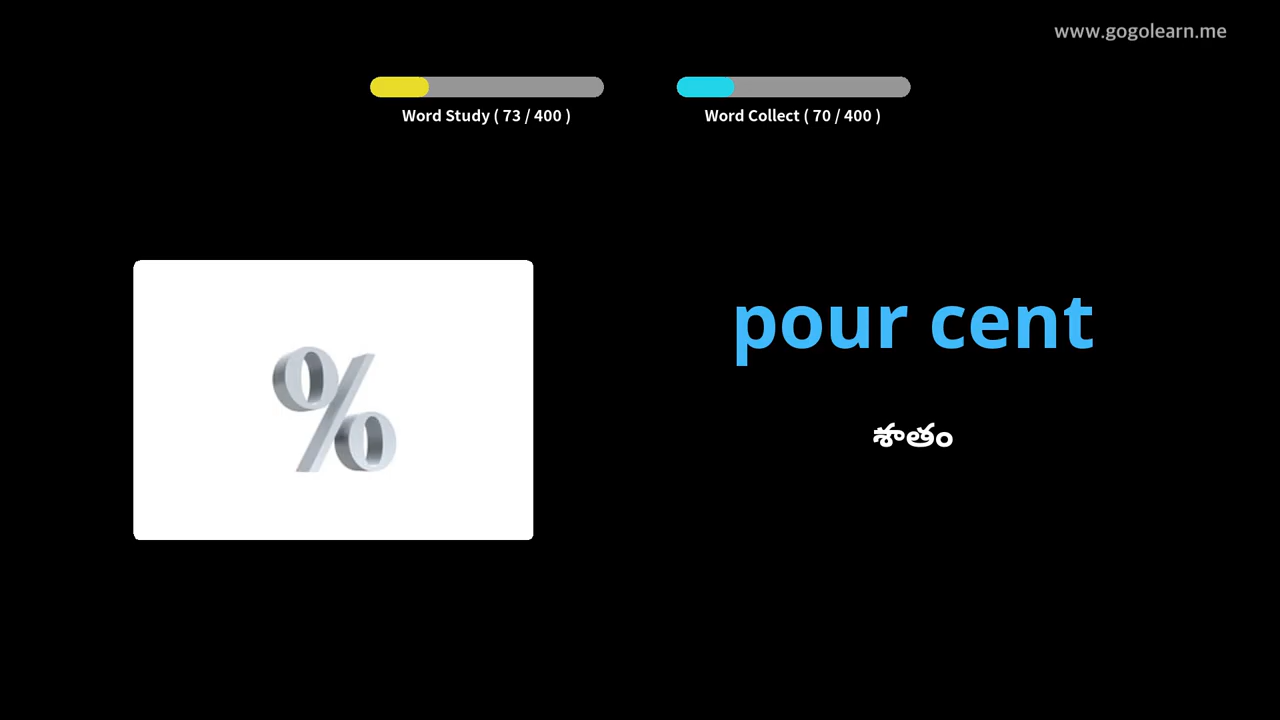 www.gogolearn.me
Word Study ( 73 / 400 )
Word Collect ( 70 / 400 )
%
pour cent
శాతం